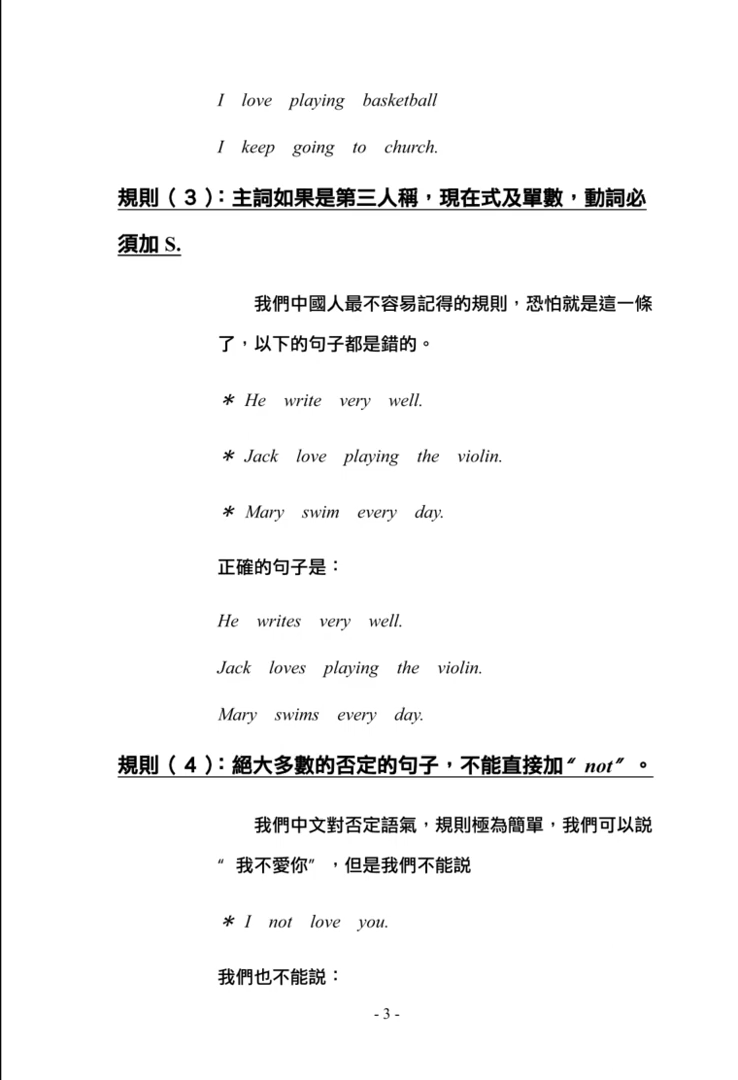 I love playing basketball
I keep going to church.
規則（３）：主詞如果是第三人稱，現在式及單數，動詞必
須加 S.
我們中國人最不容易記得的規則，恐怕就是這一條
了，以下的句子都是錯的。
＊ He write very well.
＊ Jack love playing the violin.
＊ Mary swim every day.
正確的句子是：
He writes very well.
Jack loves playing the violin.
Mary swims every day.
規則（４）：絕大多數的否定的句子，不能直接加〝not〞。
我們中文對否定語氣，規則極為簡單，我們可以説
“我不愛你”，但是我們不能説
＊ I not love you.
我們也不能説：
- 3 -